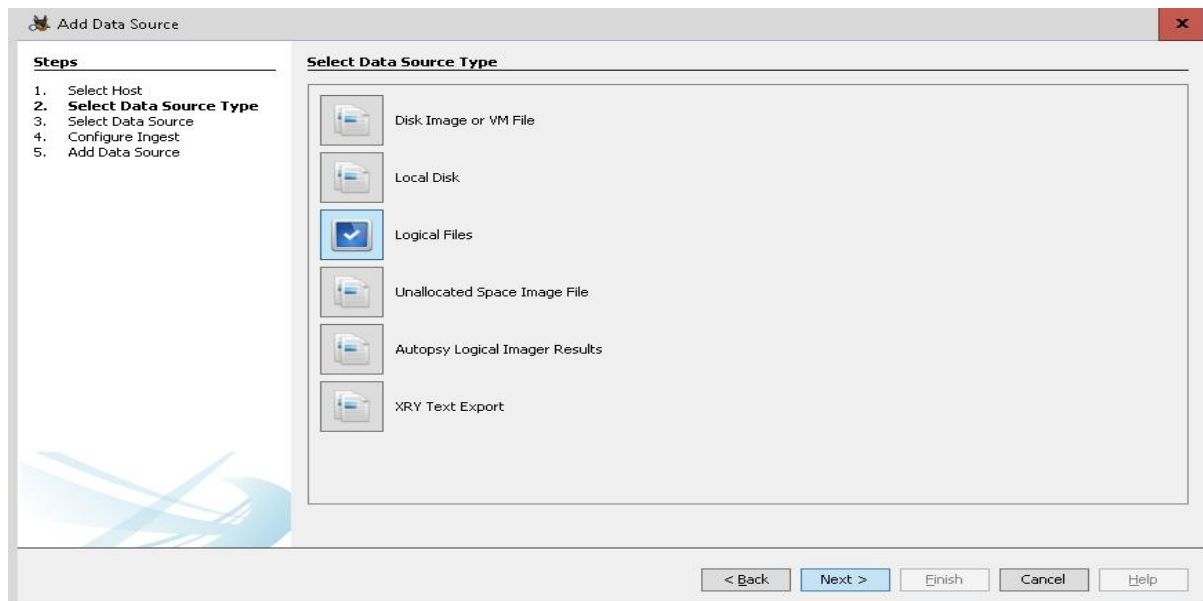 Add Data Source
Steps
1. Select Host
2. Select Data Source Type
3. Select Data Source
4. Configure Ingest
5. Add Data Source
Select Data Source Type
Disk Image or VM File
Local Disk
Logical Files
Unallocated Space Image File
Autopsy Logical Imager Results
XRY Text Export
< Back Next > Finish Cancel Help